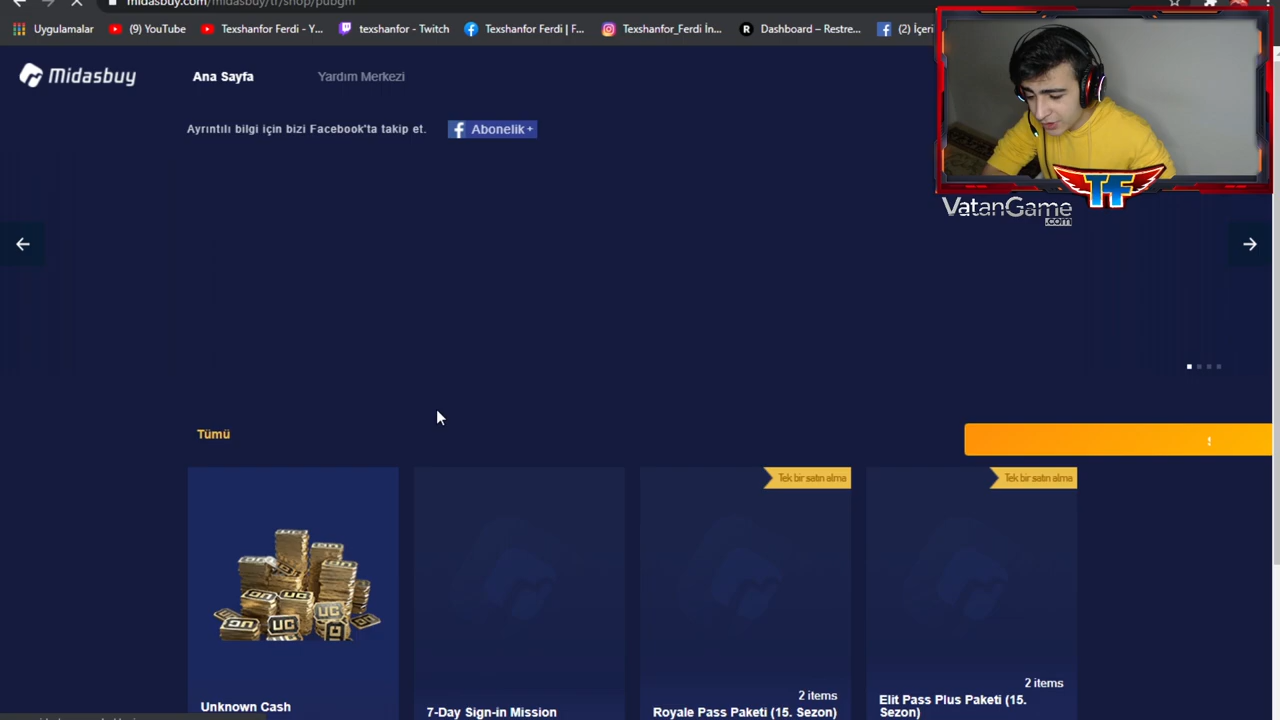 midasbuy.com/midasbuy/tr/shop/pubgm
Uygulamalar
(9) YouTube
Texshanfor Ferdi - Y...
texshanfor - Twitch
Texshanfor Ferdi | F...
Texshanfor_Ferdi İn...
Dashboard – Restre...
(2) İçeri
Midasbuy
Ana Sayfa
Yardım Merkezi
Ayrıntılı bilgi için bizi Facebook'ta takip et.
Abonelik +
TF
VatanGame
.com
Tümü
Tek bir satın alma
Tek bir satın alma
UC
UC
Unknown Cash
7-Day Sign-in Mission
2 items
Royale Pass Paketi (15. Sezon)
2 items
Elit Pass Plus Paketi (15.
Sezon)